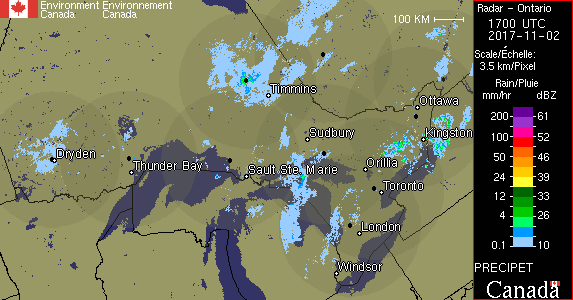 Environment Environnement
Canada Canada
100 KM
Timmins
Ottawa
Sudbury
Kingston
Dryden
Thunder Bay
Sault Ste. Marie
Orillia
Toronto
London
Windsor
Radar - Ontario
1700 UTC
2017-11-02
Scale/Échelle:
3.5 km/Pixel
Rain/Pluie
mm/hr dBZ
200 61
100 52
50 46
24 39
12 33
4 26
0.1 10
PRECIPET
Canada